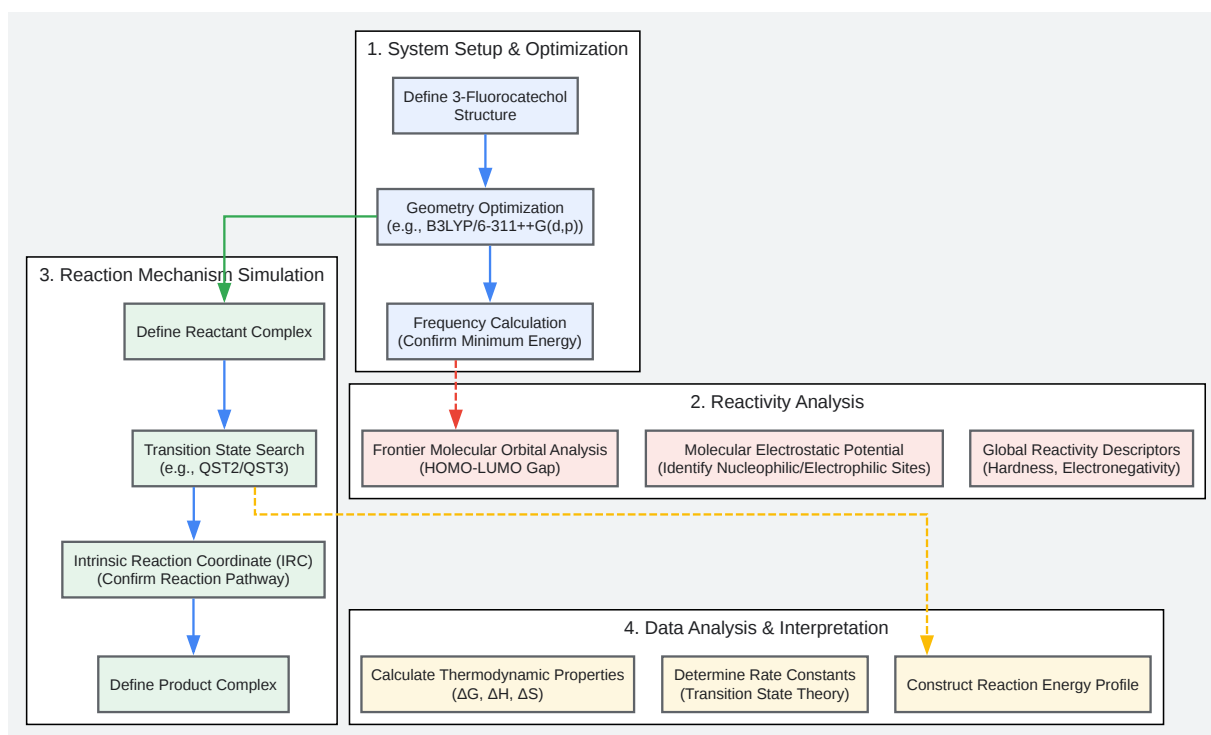 1. System Setup & Optimization
Define 3-Fluorocatechol
Structure
Geometry Optimization
(e.g., B3LYP/6-311++G(d,p))
Frequency Calculation
(Confirm Minimum Energy)
2. Reactivity Analysis
Frontier Molecular Orbital Analysis
(HOMO-LUMO Gap)
Molecular Electrostatic Potential
(Identify Nucleophilic/Electrophilic Sites)
Global Reactivity Descriptors
(Hardness, Electronegativity)
3. Reaction Mechanism Simulation
Define Reactant Complex
Transition State Search
(e.g., QST2/QST3)
Intrinsic Reaction Coordinate (IRC)
(Confirm Reaction Pathway)
Define Product Complex
4. Data Analysis & Interpretation
Calculate Thermodynamic Properties
(ΔG, ΔH, ΔS)
Determine Rate Constants
(Transition State Theory)
Construct Reaction Energy Profile